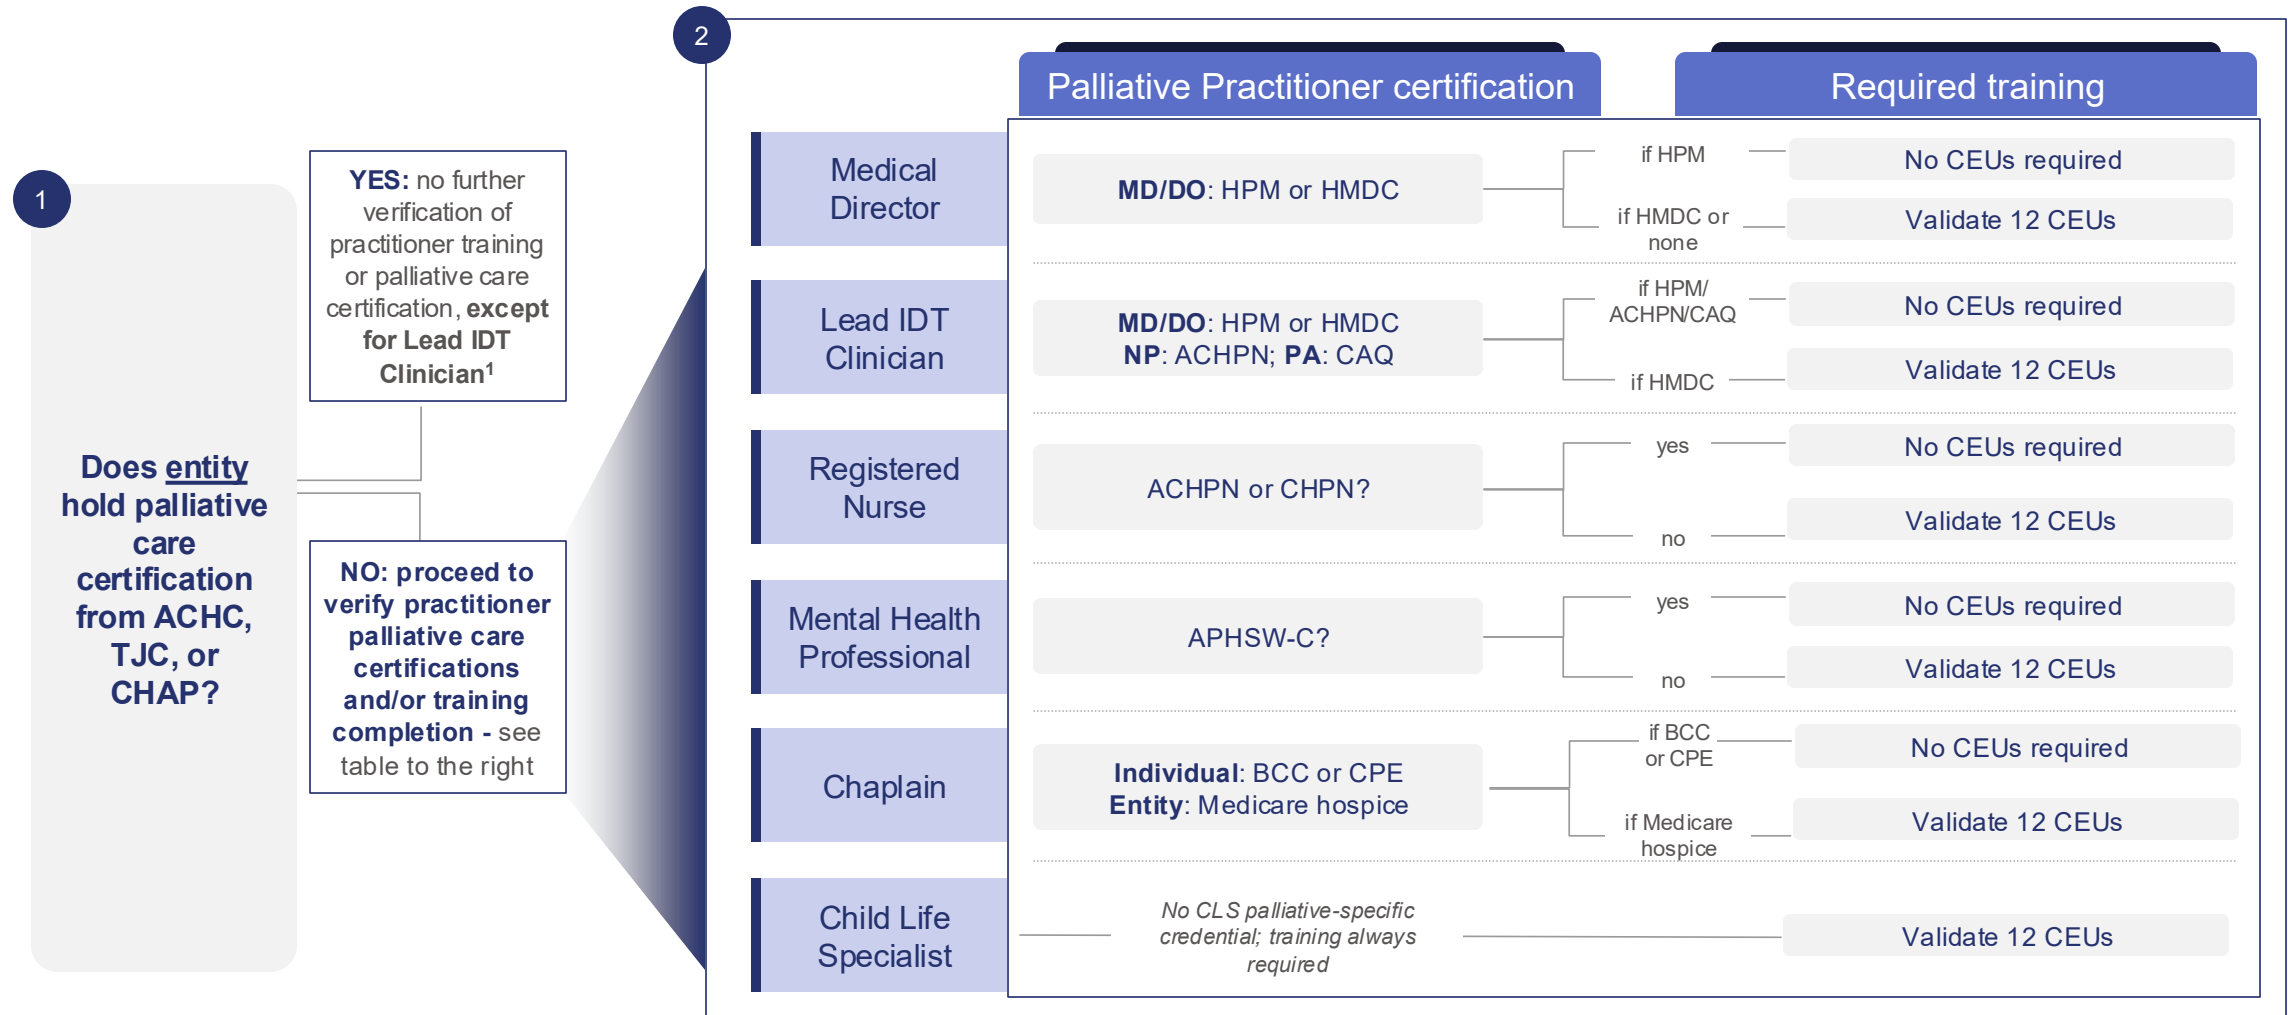 1
Does entity
hold palliative
care
certification
from ACHC,
TJC, or
CHAP?
YES: no further
verification of
practitioner training
or palliative care
certification, except
for Lead IDT
Clinician¹
NO: proceed to
verify practitioner
palliative care
certifications
and/or training
completion - see
table to the right
2
Palliative Practitioner certification
Required training
Medical
Director
MD/DO: HPM or HMDC
if HPM
No CEUs required
if HMDC or
none
Validate 12 CEUs
Lead IDT
Clinician
MD/DO: HPM or HMDC
NP: ACHPN; PA: CAQ
if HPM/
ACHPN/CAQ
No CEUs required
if HMDC
Validate 12 CEUs
Registered
Nurse
ACHPN or CHPN?
yes
No CEUs required
no
Validate 12 CEUs
Mental Health
Professional
APHSW-C?
yes
No CEUs required
no
Validate 12 CEUs
Chaplain
Individual: BCC or CPE
Entity: Medicare hospice
if BCC
or CPE
No CEUs required
if Medicare
hospice
Validate 12 CEUs
Child Life
Specialist
No CLS palliative-specific
credential; training always
required
Validate 12 CEUs